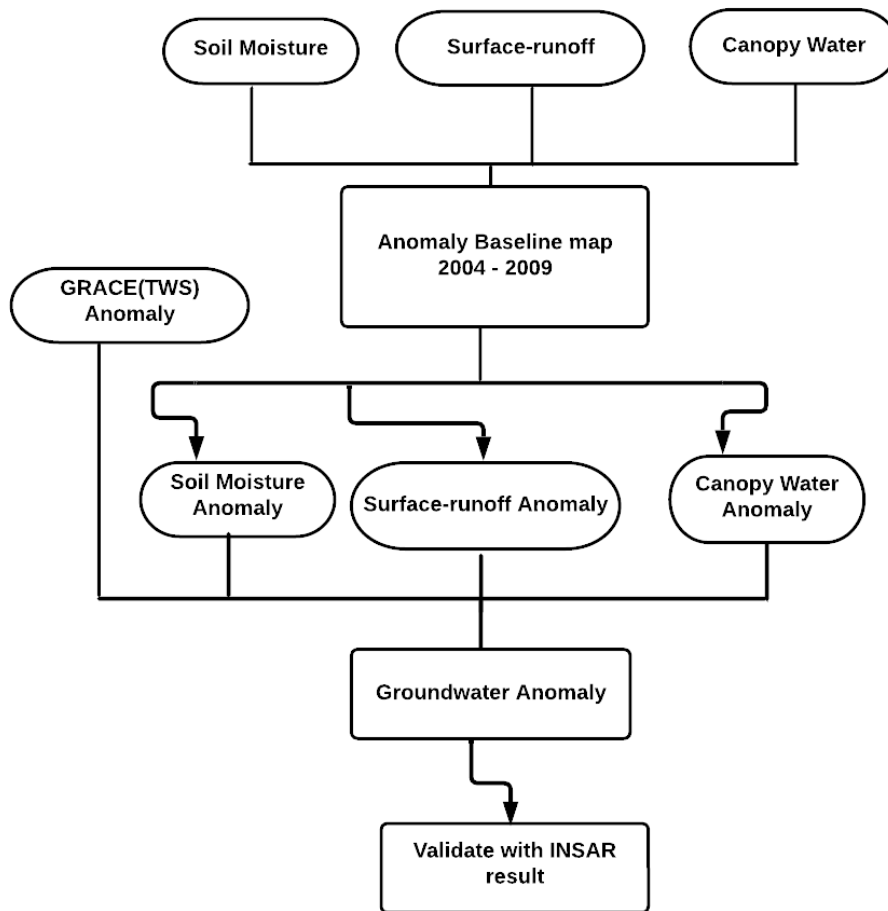 Soil Moisture
Surface-runoff
Canopy Water
Anomaly Baseline map
2004 - 2009
GRACE(TWS)
Anomaly
Soil Moisture
Anomaly
Surface-runoff Anomaly
Canopy Water
Anomaly
Groundwater Anomaly
Validate with INSAR
result